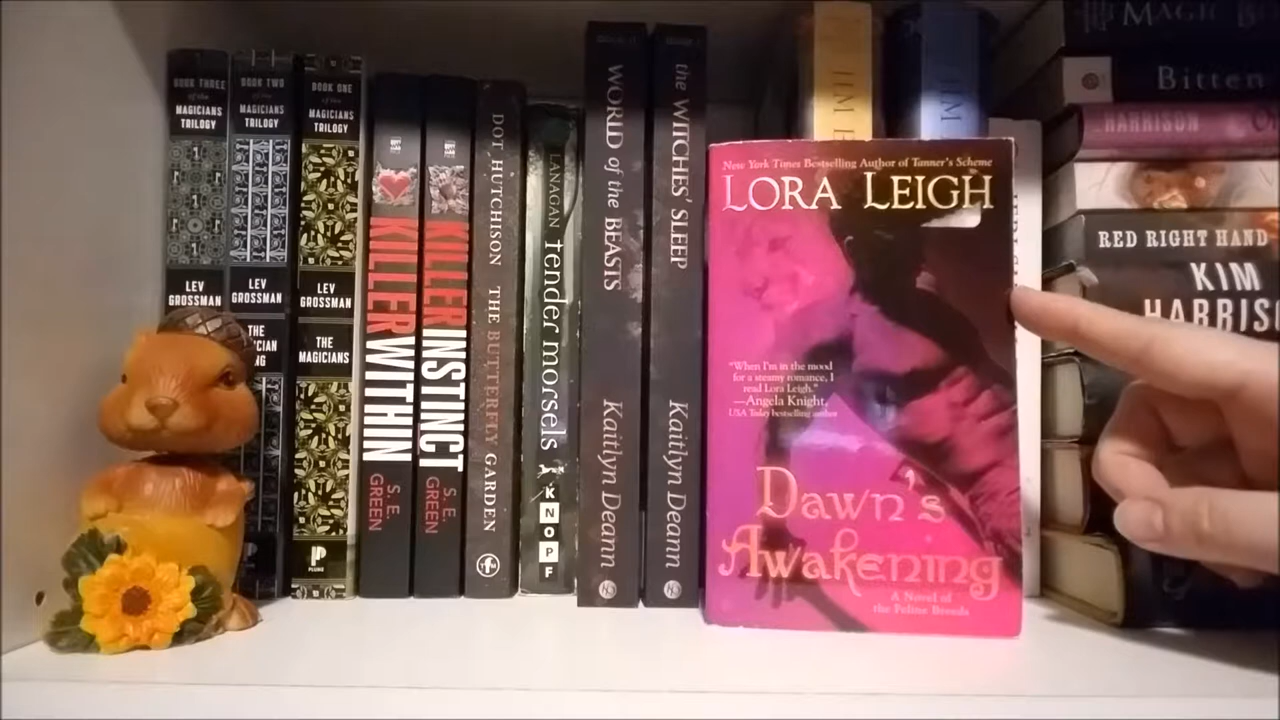 BOOK THREE
of the
MAGICIANS
TRILOGY
LEV
GROSSMAN
BOOK TWO
of the
MAGICIANS
TRILOGY
LEV
GROSSMAN
THE
BOOK ONE
of the
MAGICIANS
TRILOGY
LEV
GROSSMAN
THE
MAGICIANS
PLUME
KILLER WITHIN
S. E.
GREEN
KILLER INSTINCT
S. E.
GREEN
DOT HUTCHISON THE BUTTERFLY GARDEN
LANAGAN tender morsels
KNOPF
WORLD of the BEASTS Kaitlyn Deann
the WITCHES' SLEEP Kaitlyn Deann
New York Times Bestselling Author of Tanner's Scheme
LORA LEIGH
"When I'm in the mood
for a steamy romance, I
read Lora Leigh."
—Angela Knight,
USA Today bestselling author
Dawn's
Awakening
A Novel of
the Feline Breeds
MAGIC
Bitten
HARRISON
RED RIGHT HAND
KIM
HARRIS